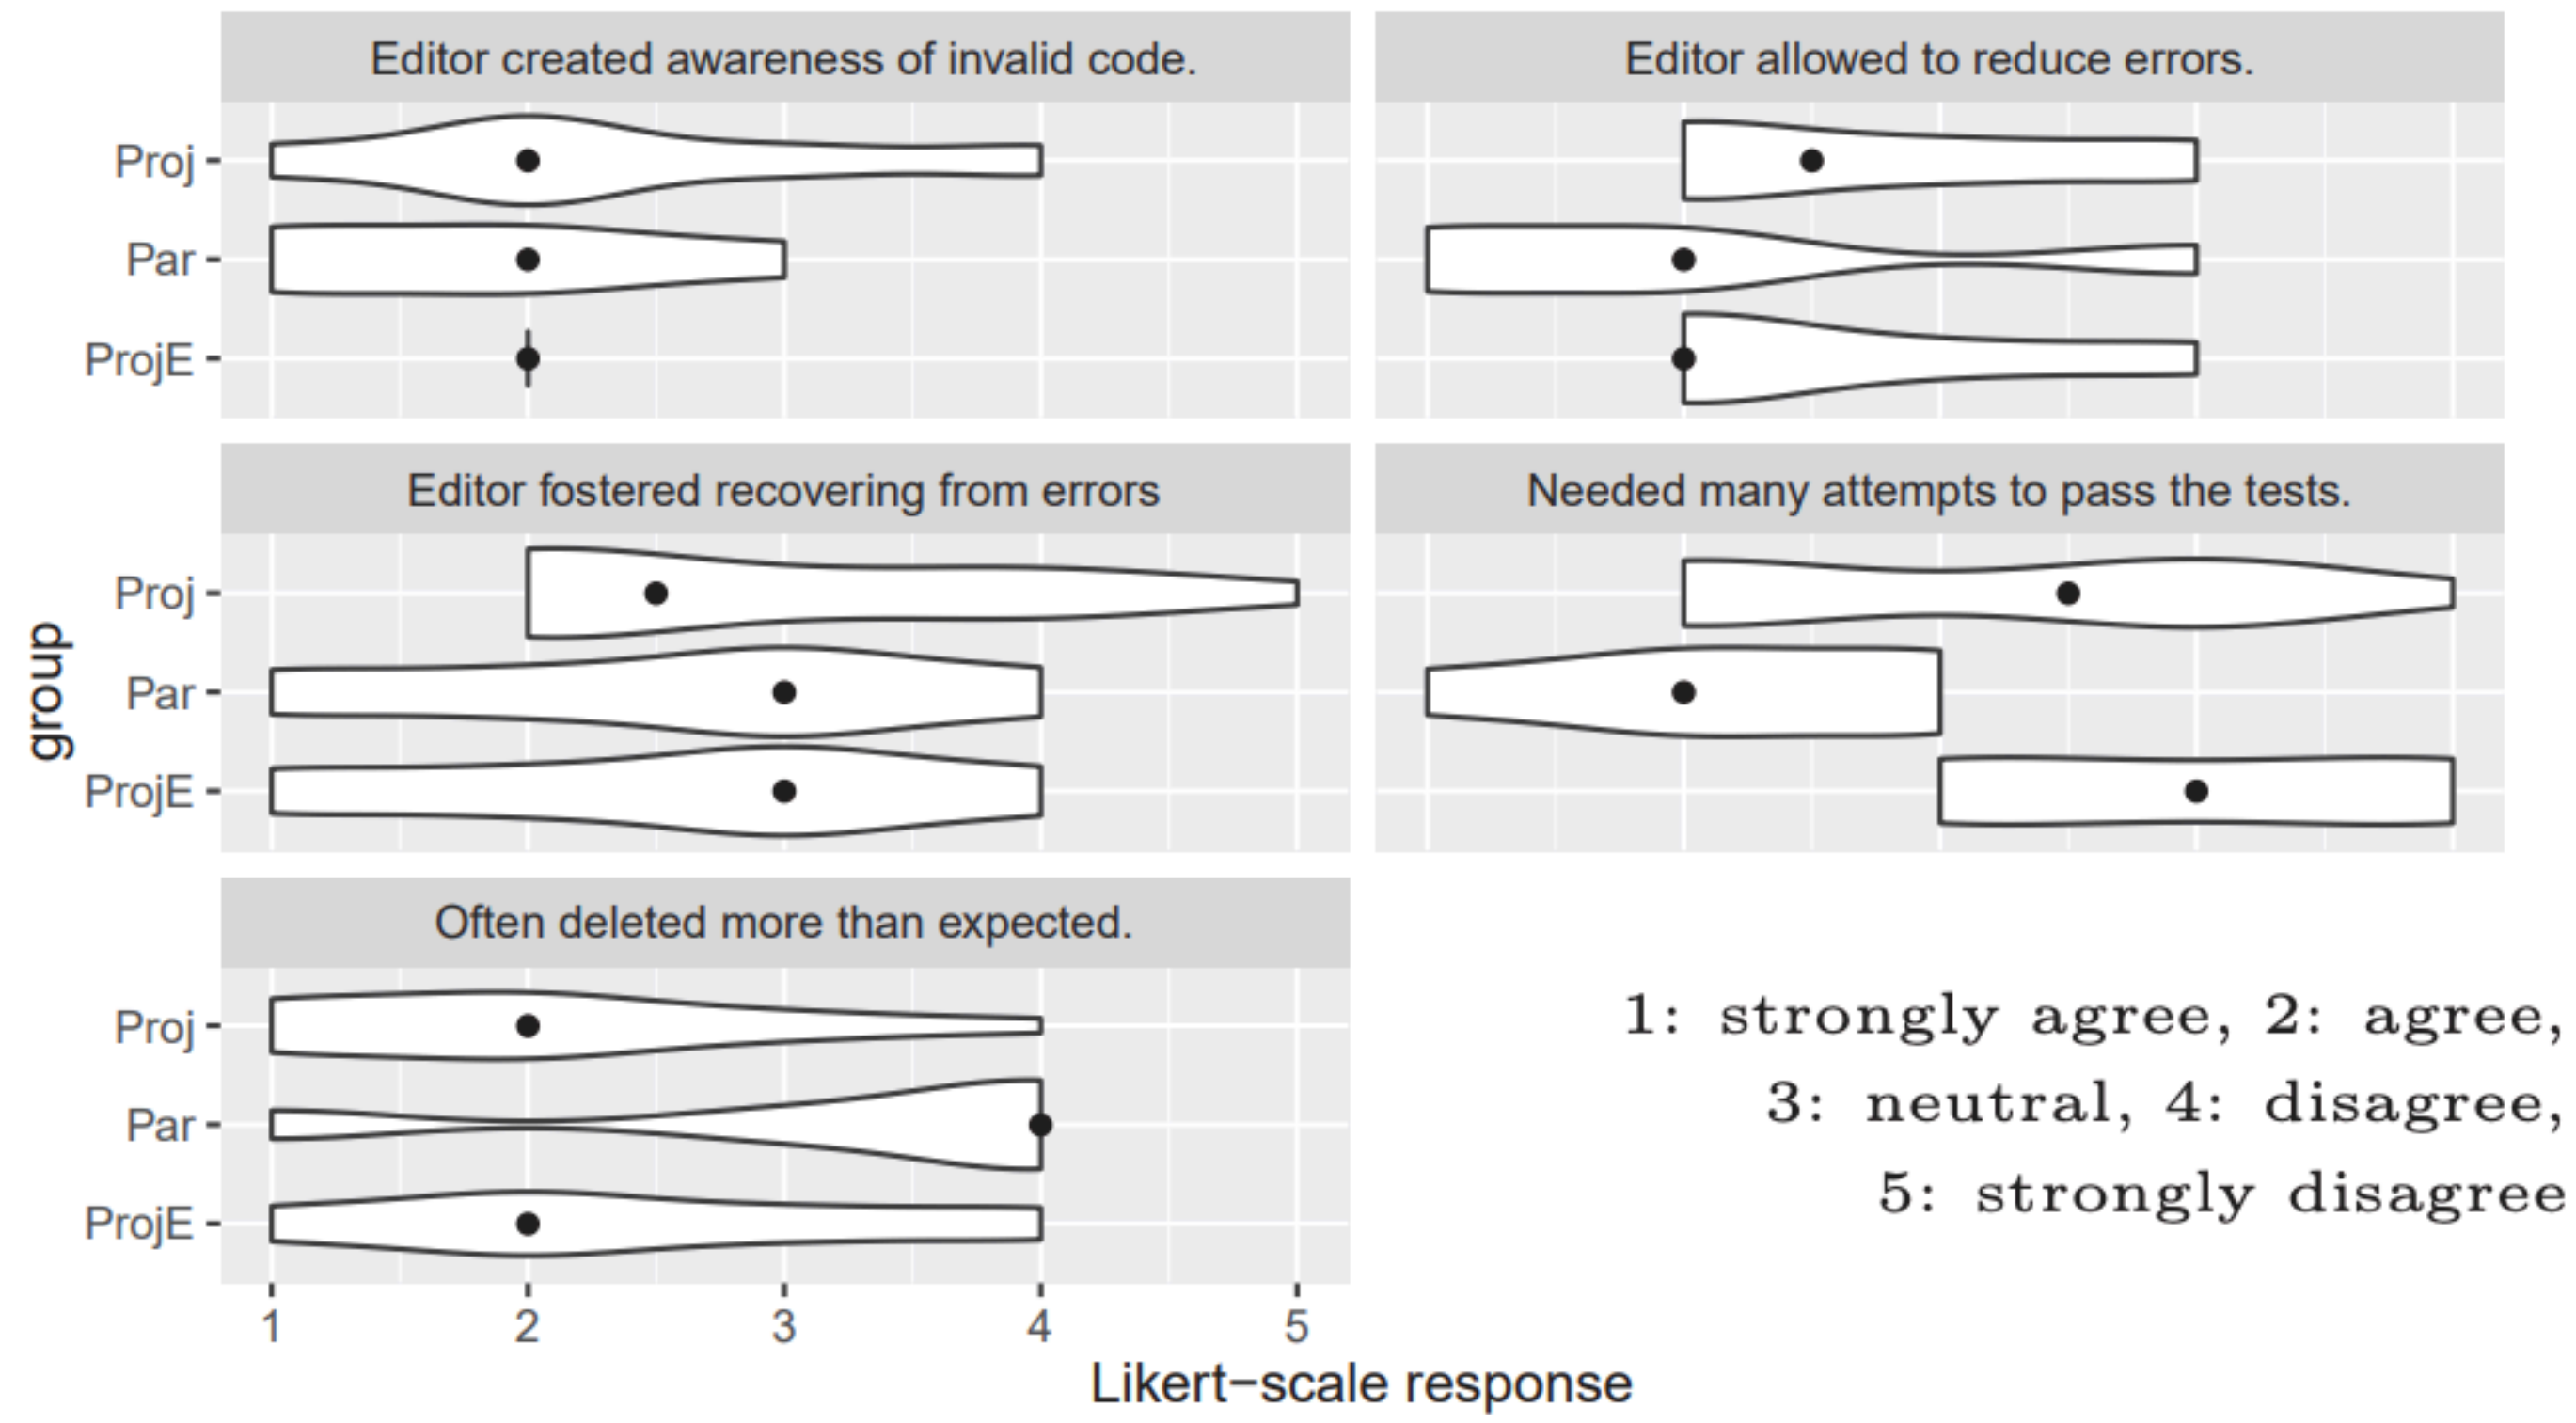 Editor created awareness of invalid code.
Editor allowed to reduce errors.
Proj
Par
ProjE
Editor fostered recovering from errors
Needed many attempts to pass the tests.
group
Proj
Par
ProjE
Often deleted more than expected.
Proj
Par
ProjE
1: strongly agree, 2: agree,
3: neutral, 4: disagree,
5: strongly disagree
1 2 3 4 5
Likert−scale response